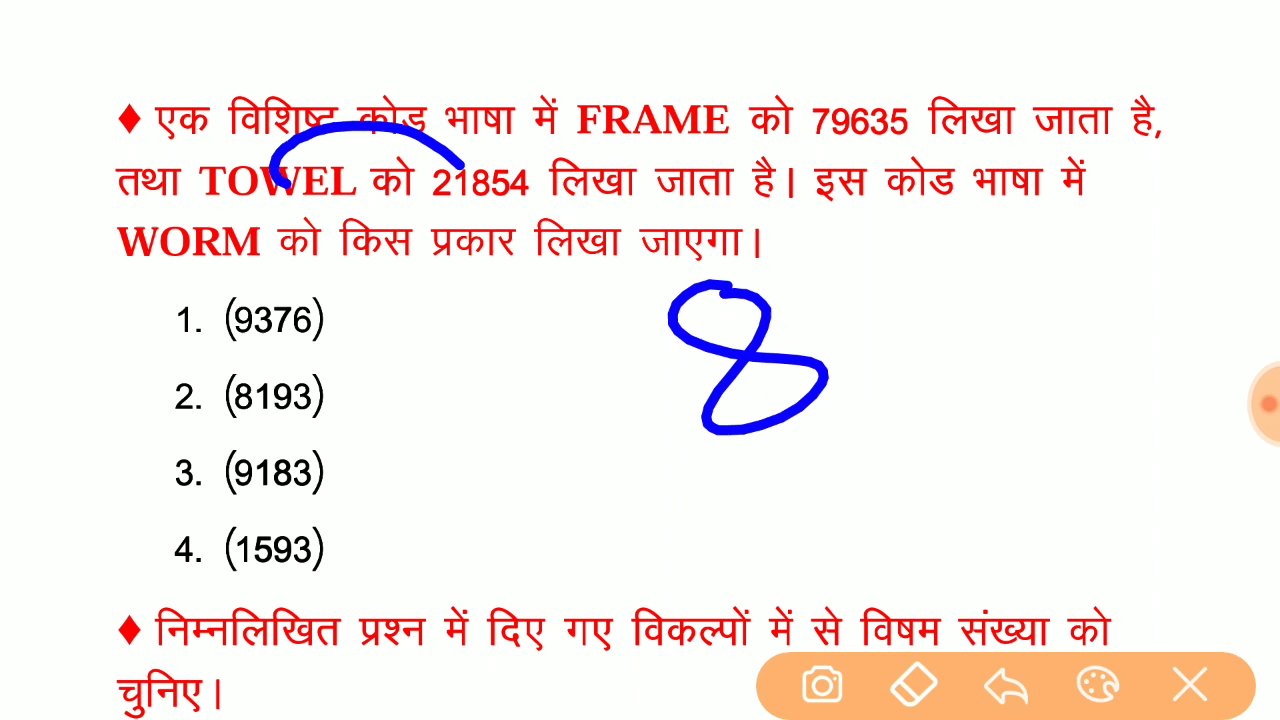 ♦ एक विशिष्ट कोड भाषा में FRAME को 79635 लिखा जाता है,
तथा TOWEL को 21854 लिखा जाता है। इस कोड भाषा में
WORM को किस प्रकार लिखा जाएगा।
1. (9376)
8
2. (8193)
3. (9183)
4. (1593)
♦ निम्नलिखित प्रश्न में दिए गए विकल्पों में से विषम संख्या को
चुनिए।